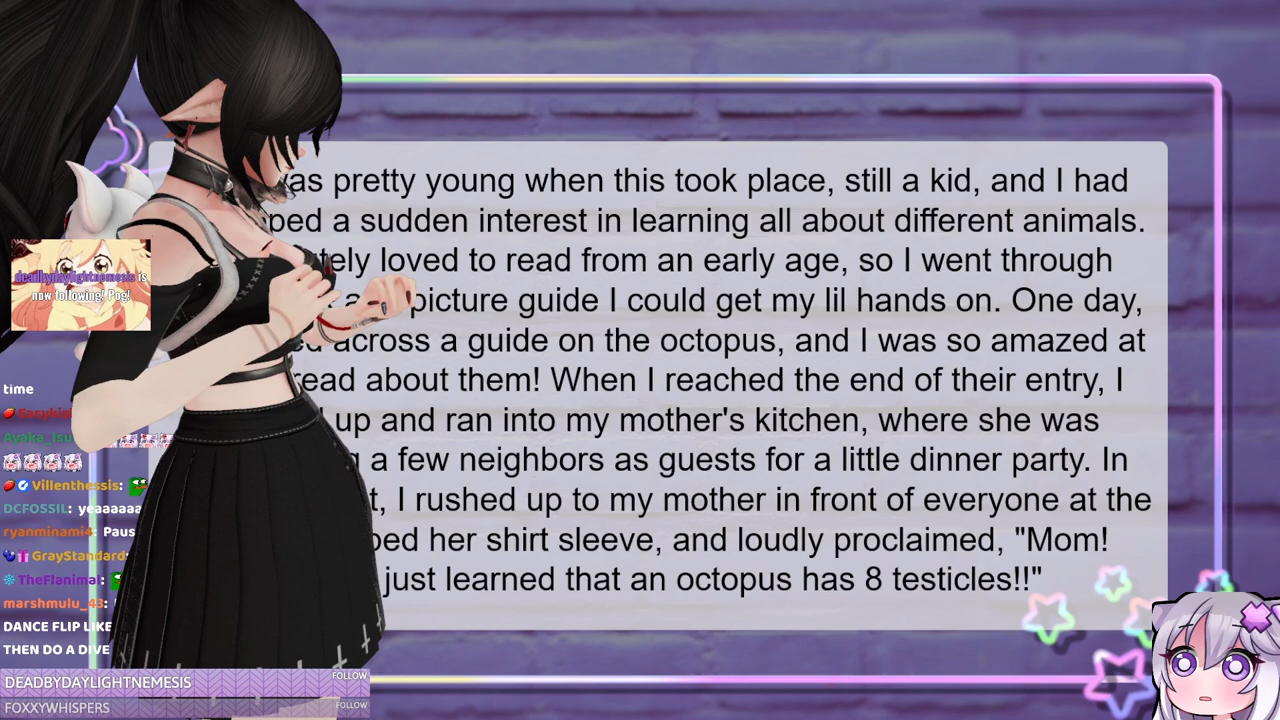 as pretty young when this took place, still a kid, and I had
ped a sudden interest in learning all about different animals.
tely loved to read from an early age, so I went through
picture guide I could get my lil hands on. One day,
across a guide on the octopus, and I was so amazed at
read about them! When I reached the end of their entry, I
up and ran into my mother's kitchen, where she was
a few neighbors as guests for a little dinner party. In
t, I rushed up to my mother in front of everyone at the
ped her shirt sleeve, and loudly proclaimed, "Mom!
just learned that an octopus has 8 testicles!!"
deadbydaylightnemesis is
now following! Pog!
time
Easykin
Ayaka_Isu
Villenthessis:
DCFOSSIL: yeaaaaaa
ryanminami4: Paus
GrayStandard:
TheFlanimal:
marshmulu_43:
DANCE FLIP LIKE
THEN DO A DIVE
DEADBYDAYLIGHTNEMESIS FOLLOW
FOXXYWHISPERS FOLLOW